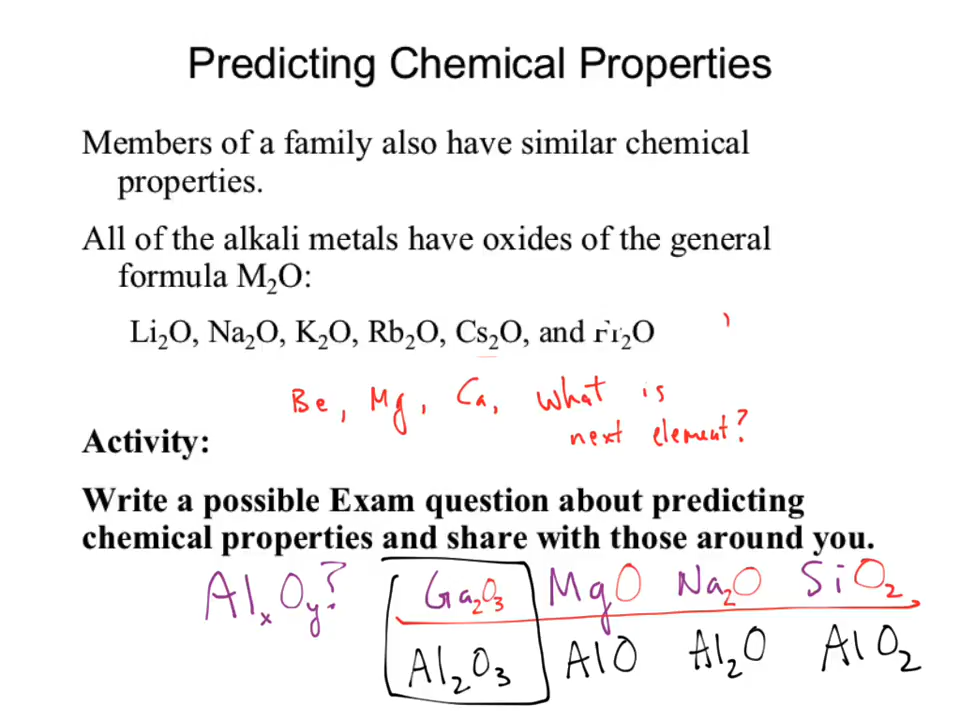 Predicting Chemical Properties
Members of a family also have similar chemical
properties.
All of the alkali metals have oxides of the general
formula M₂O:
Li₂O, Na₂O, K₂O, Rb₂O, Cs₂O, and Fr₂O
Be, Mg, Ca, What is
next element?
Activity:
Write a possible Exam question about predicting
chemical properties and share with those around you.
AlₓOᵧ? Ga₂O₃ MgO Na₂O SiO₂
Al₂O₃ AlO Al₂O AlO₂